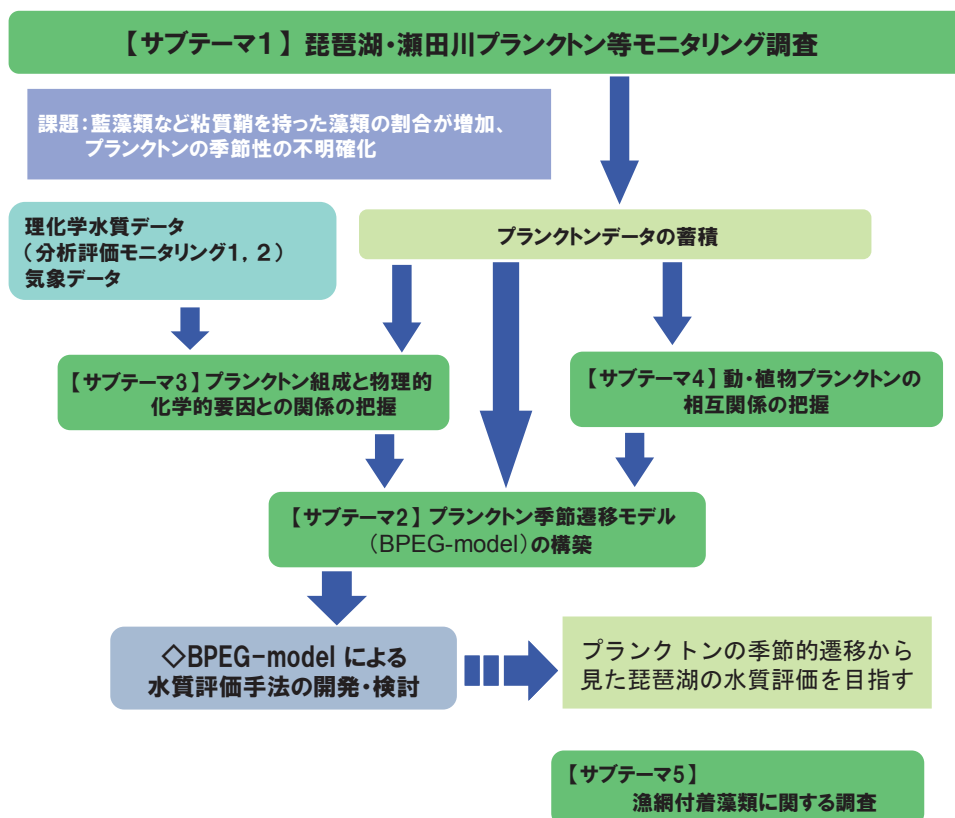 【サブテーマ1】琵琶湖・瀬田川プランクトン等モニタリング調査
課題：藍藻類など粘質鞘を持った藻類の割合が増加、
プランクトンの季節性の不明確化
理化学水質データ
（分析評価モニタリング1，2）
気象データ
プランクトンデータの蓄積
【サブテーマ3】プランクトン組成と物理的
化学的要因との関係の把握
【サブテーマ4】動・植物プランクトンの
相互関係の把握
【サブテーマ2】プランクトン季節遷移モデル
（BPEG-model）の構築
◇BPEG-model による
水質評価手法の開発・検討
プランクトンの季節的遷移から
見た琵琶湖の水質評価を目指す
【サブテーマ5】
漁網付着藻類に関する調査